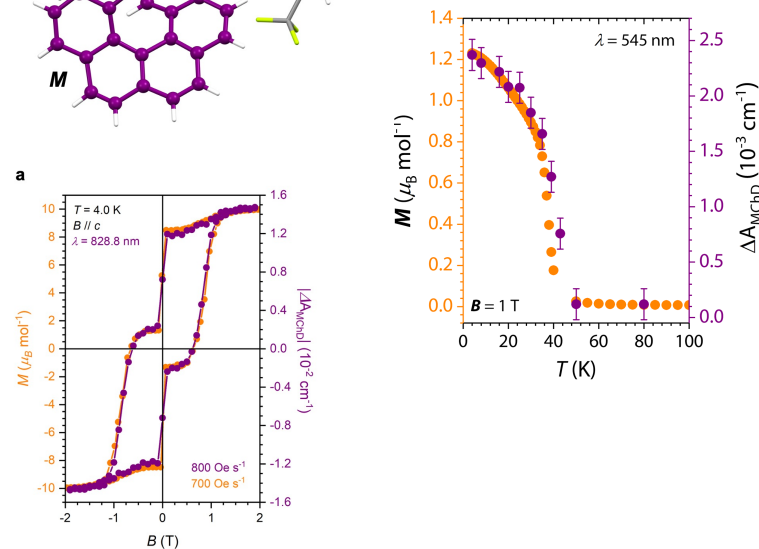 M
a
T = 4.0 K
B // c
λ = 828.8 nm
10
8
6
4
2
0
-2
-4
-6
-8
-10
M (μB mol⁻¹)
1.6
1.2
0.8
0.4
0.0
-0.4
-0.8
-1.2
-1.6
|ΔAMChD| (10⁻² cm⁻¹)
800 Oe s⁻¹
700 Oe s⁻¹
-2 -1 0 1 2
B (T)
λ = 545 nm
1.4
1.2
1.0
0.8
0.6
0.4
0.2
0.0
M (μB mol⁻¹)
2.5
2.0
1.5
1.0
0.5
0.0
ΔAMChD (10⁻³ cm⁻¹)
B = 1 T
0 20 40 60 80 100
T (K)